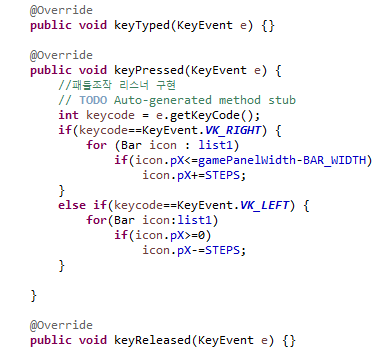 @Override
public void keyTyped(KeyEvent e) {}

@Override
public void keyPressed(KeyEvent e) {
    //패들조작 리스너 구현
    // TODO Auto-generated method stub
    int keycode = e.getKeyCode();
    if(keycode==KeyEvent.VK_RIGHT) {
        for (Bar icon : list1)
            if(icon.pX<=gamePanelWidth-BAR_WIDTH)
                icon.pX+=STEPS;
    }
    else if(keycode==KeyEvent.VK_LEFT) {
        for(Bar icon:list1)
            if(icon.pX>=0)
                icon.pX-=STEPS;
    }

}

@Override
public void keyReleased(KeyEvent e) {}